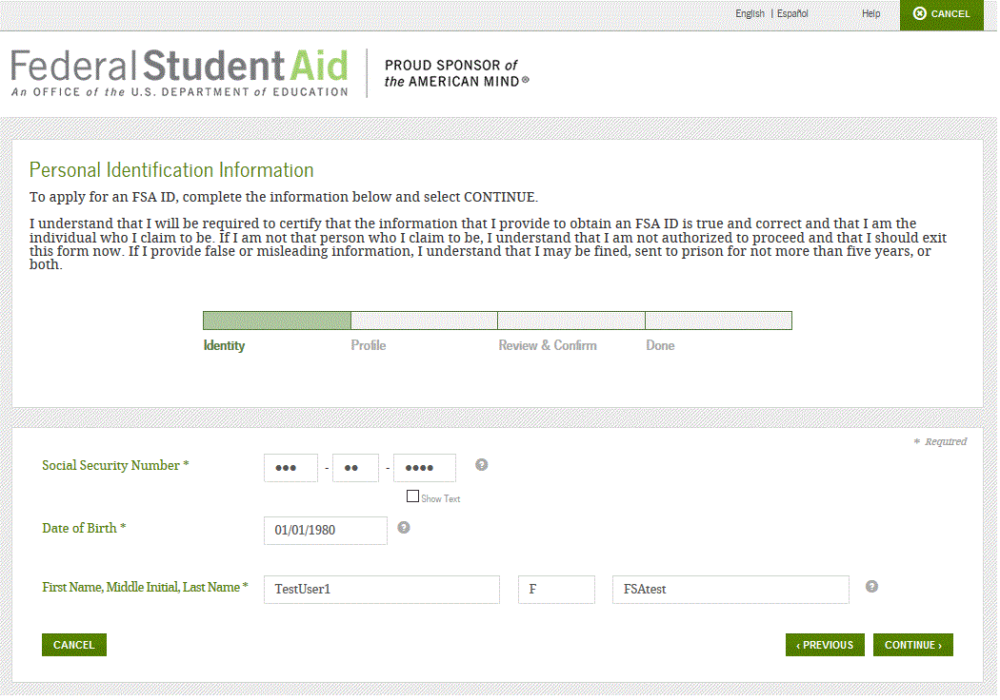 English | Español Help CANCEL
Federal Student Aid
An OFFICE of the U.S. DEPARTMENT of EDUCATION
PROUD SPONSOR of
the AMERICAN MIND®
Personal Identification Information
To apply for an FSA ID, complete the information below and select CONTINUE.
I understand that I will be required to certify that the information that I provide to obtain an FSA ID is true and correct and that I am the
individual who I claim to be. If I am not that person who I claim to be, I understand that I am not authorized to proceed and that I should exit
this form now. If I provide false or misleading information, I understand that I may be fined, sent to prison for not more than five years, or
both.
Identity Profile Review & Confirm Done
* Required
Social Security Number * ••• - •• - •••• ?
Show Text
Date of Birth * 01/01/1980 ?
First Name, Middle Initial, Last Name * TestUser1 F FSAtest ?
CANCEL ‹ PREVIOUS CONTINUE ›